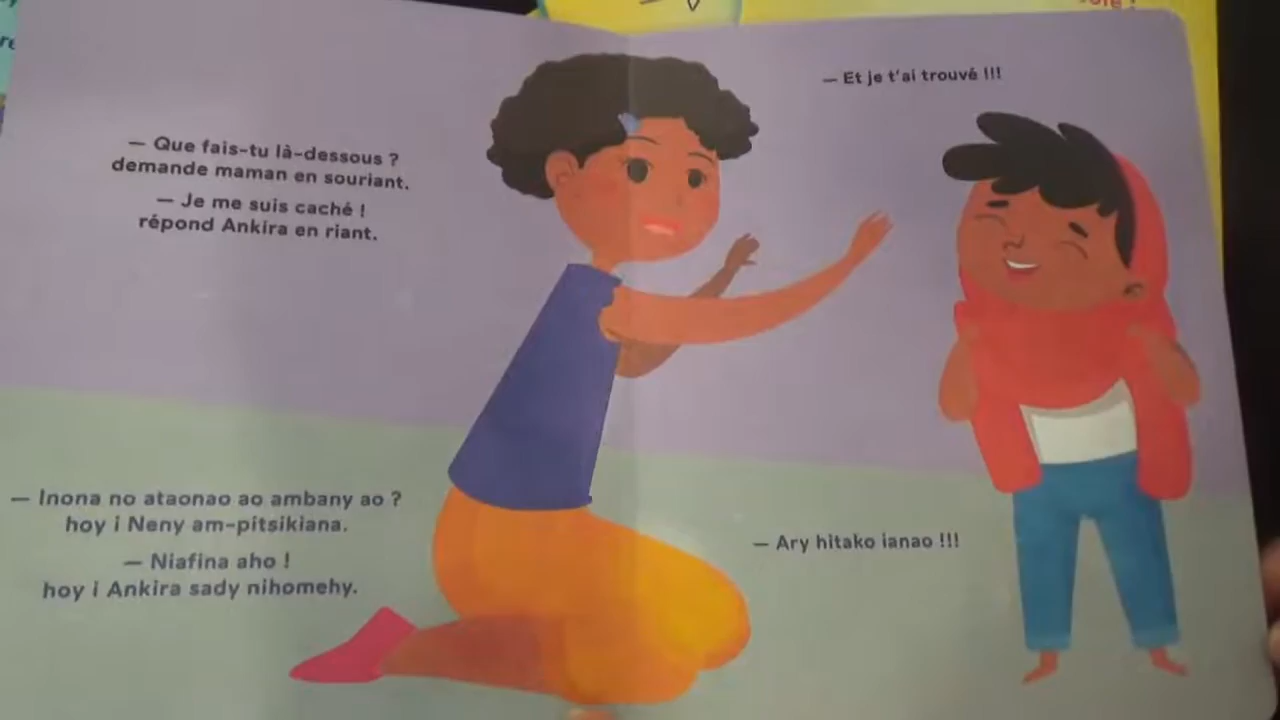 — Que fais-tu là-dessous ?
demande maman en souriant.
— Je me suis caché !
répond Ankira en riant.
— Et je t'ai trouvé !!!
— Inona no ataonao ao ambany ao ?
hoy i Neny am-pitsikiana.
— Niafina aho !
hoy i Ankira sady nihomehy.
— Ary hitako ianao !!!